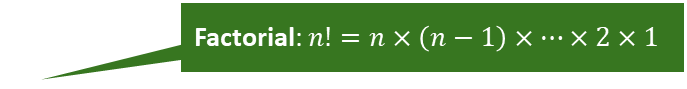 Factorial: n! = n × (n − 1) × ⋯ × 2 × 1